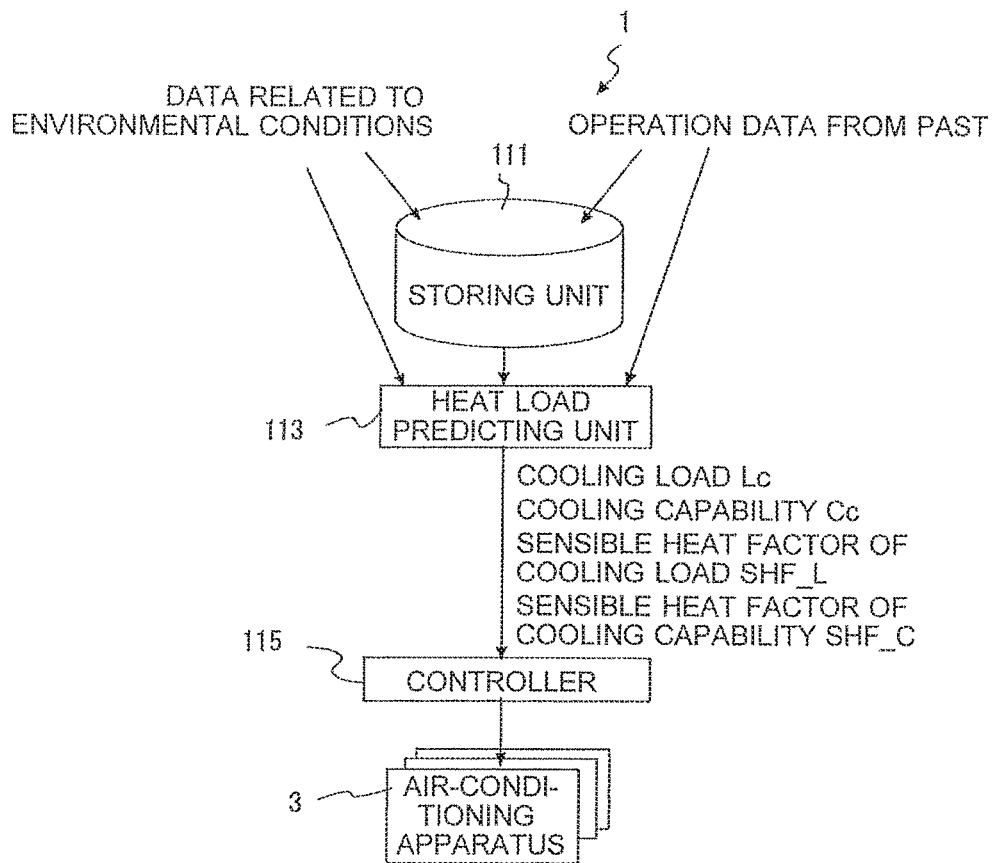 1
DATA RELATED TO
ENVIRONMENTAL CONDITIONS
OPERATION DATA FROM PAST
111
STORING UNIT
HEAT LOAD
PREDICTING UNIT
113
COOLING LOAD Lc
COOLING CAPABILITY Cc
SENSIBLE HEAT FACTOR OF
COOLING LOAD SHF_L
SENSIBLE HEAT FACTOR OF
COOLING CAPABILITY SHF_C
115
CONTROLLER
3
AIR-CONDI-
TIONING
APPARATUS